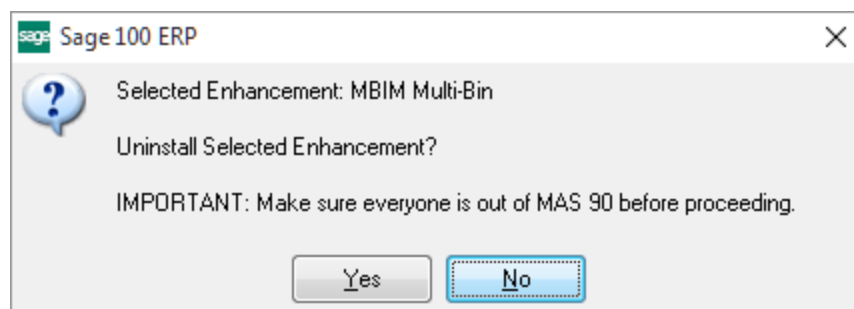 sage Sage 100 ERP
Selected Enhancement: MBIM Multi-Bin
Uninstall Selected Enhancement?
IMPORTANT: Make sure everyone is out of MAS 90 before proceeding.
Yes No